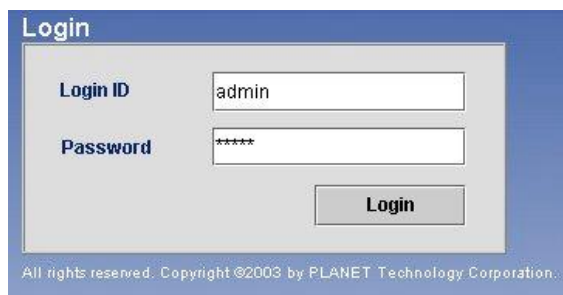 Login
Login ID
admin
Password
*****
Login
All rights reserved. Copyright ©2003 by PLANET Technology Corporation.